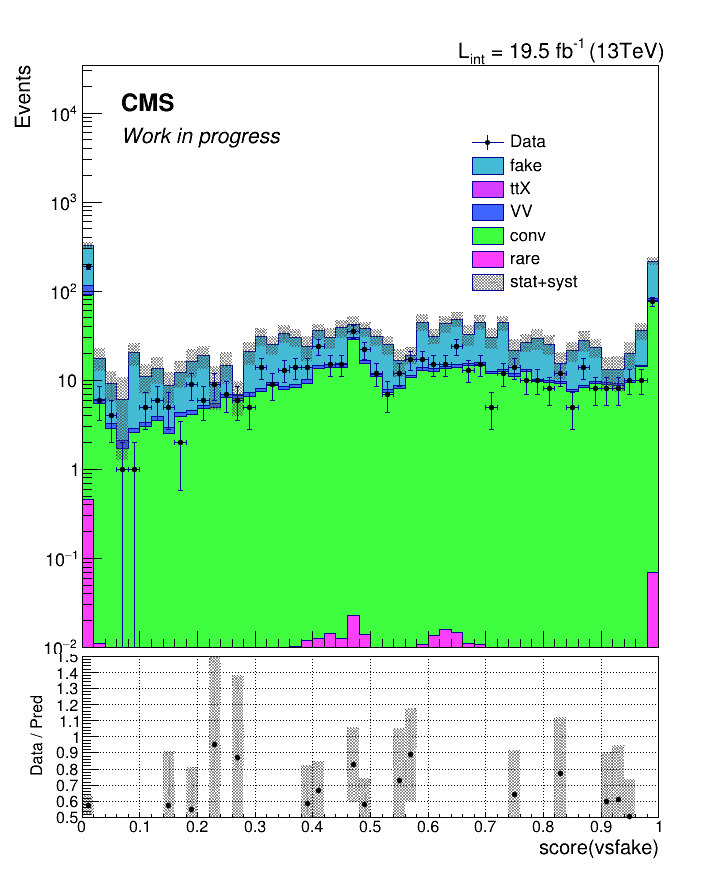 L_int = 19.5 fb^-1 (13TeV)
Events
CMS
Work in progress
Data
fake
ttX
VV
conv
rare
stat+syst
10^4
10^3
10^2
10
1
10^-1
10^-2
Data / Pred
1.5
1.4
1.3
1.2
1.1
1
0.9
0.8
0.7
0.6
0.5
0 0.1 0.2 0.3 0.4 0.5 0.6 0.7 0.8 0.9 1
score(vsfake)